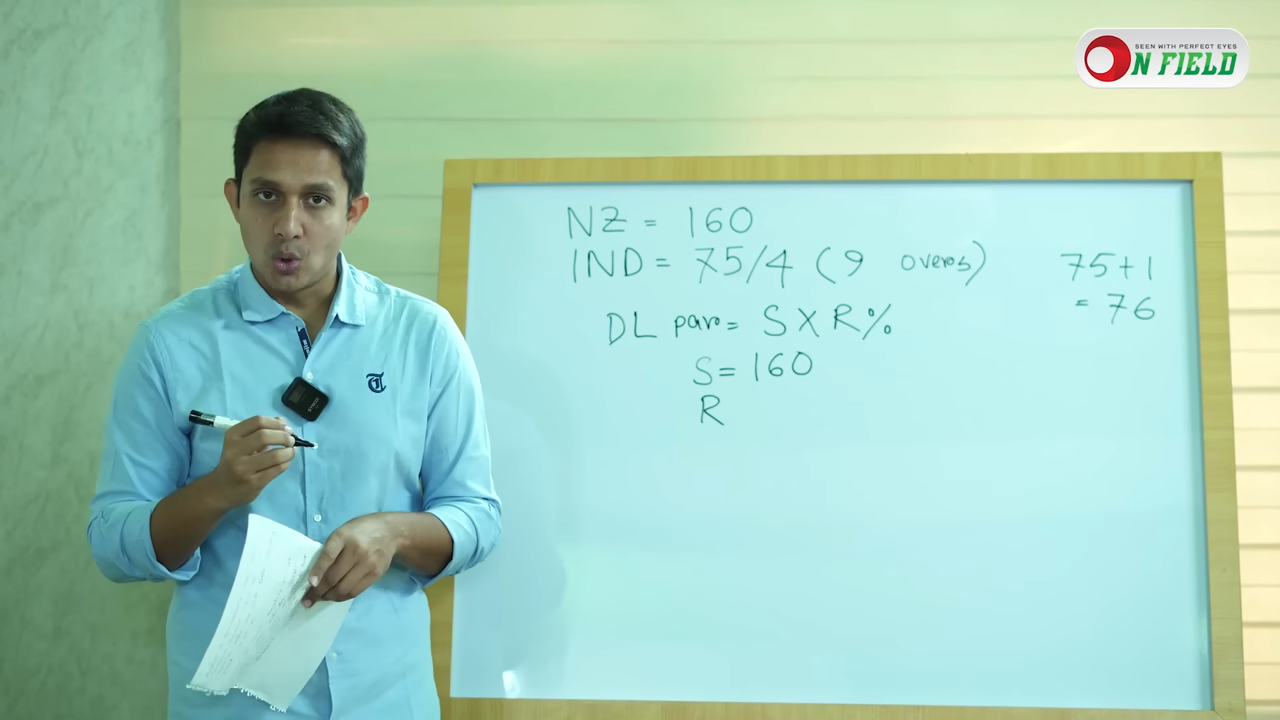 SEEN WITH PERFECT EYES
ON FIELD
NZ = 160
IND = 75/4 (9 overs)
75+1
= 76
DL par= S X R%
S= 160
R